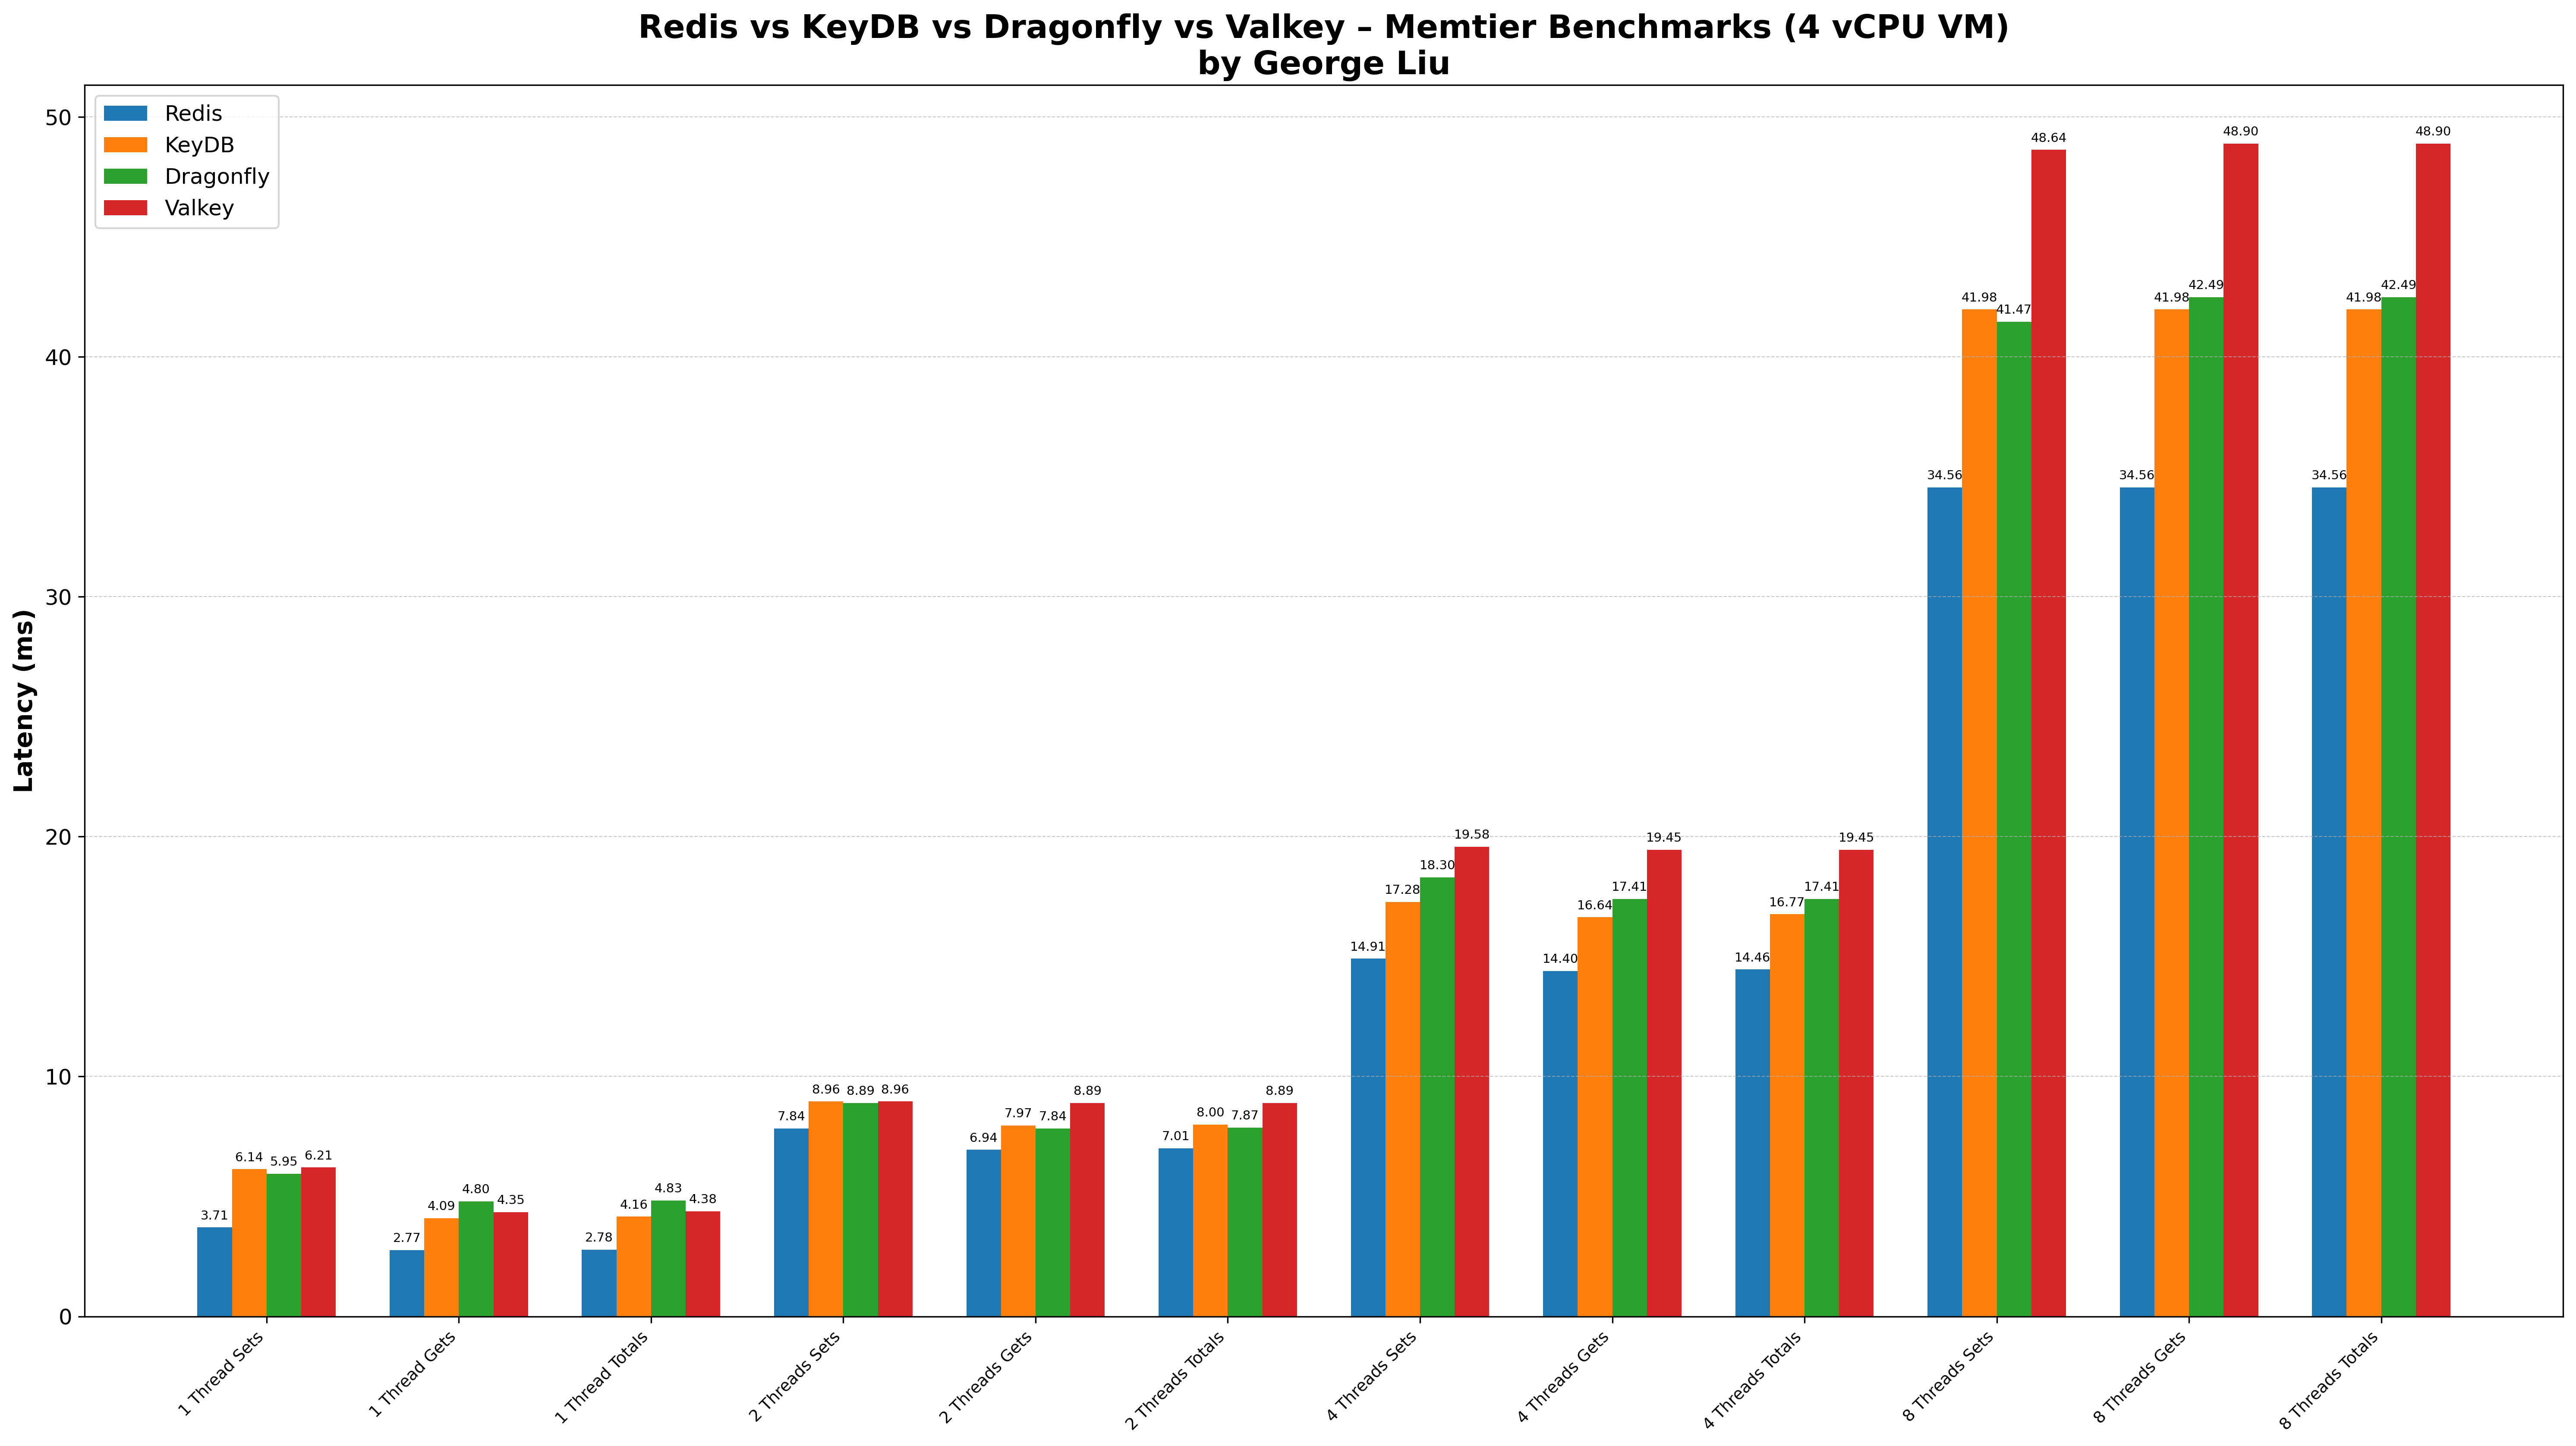 Redis vs KeyDB vs Dragonfly vs Valkey – Memtier Benchmarks (4 vCPU VM)
by George Liu
Redis
KeyDB
Dragonfly
Valkey
Latency (ms)
50
40
30
20
10
0
3.71
6.14
5.95
6.21
2.77
4.09
4.80
4.35
2.78
4.16
4.83
4.38
7.84
8.96
8.89
8.96
6.94
7.97
7.84
8.89
7.01
8.00
7.87
8.89
14.91
17.28
18.30
19.58
14.40
16.64
17.41
19.45
14.46
16.77
17.41
19.45
34.56
41.98
41.47
48.64
34.56
41.98
42.49
48.90
34.56
41.98
42.49
48.90
1 Thread Sets
1 Thread Gets
1 Thread Totals
2 Threads Sets
2 Threads Gets
2 Threads Totals
4 Threads Sets
4 Threads Gets
4 Threads Totals
8 Threads Sets
8 Threads Gets
8 Threads Totals